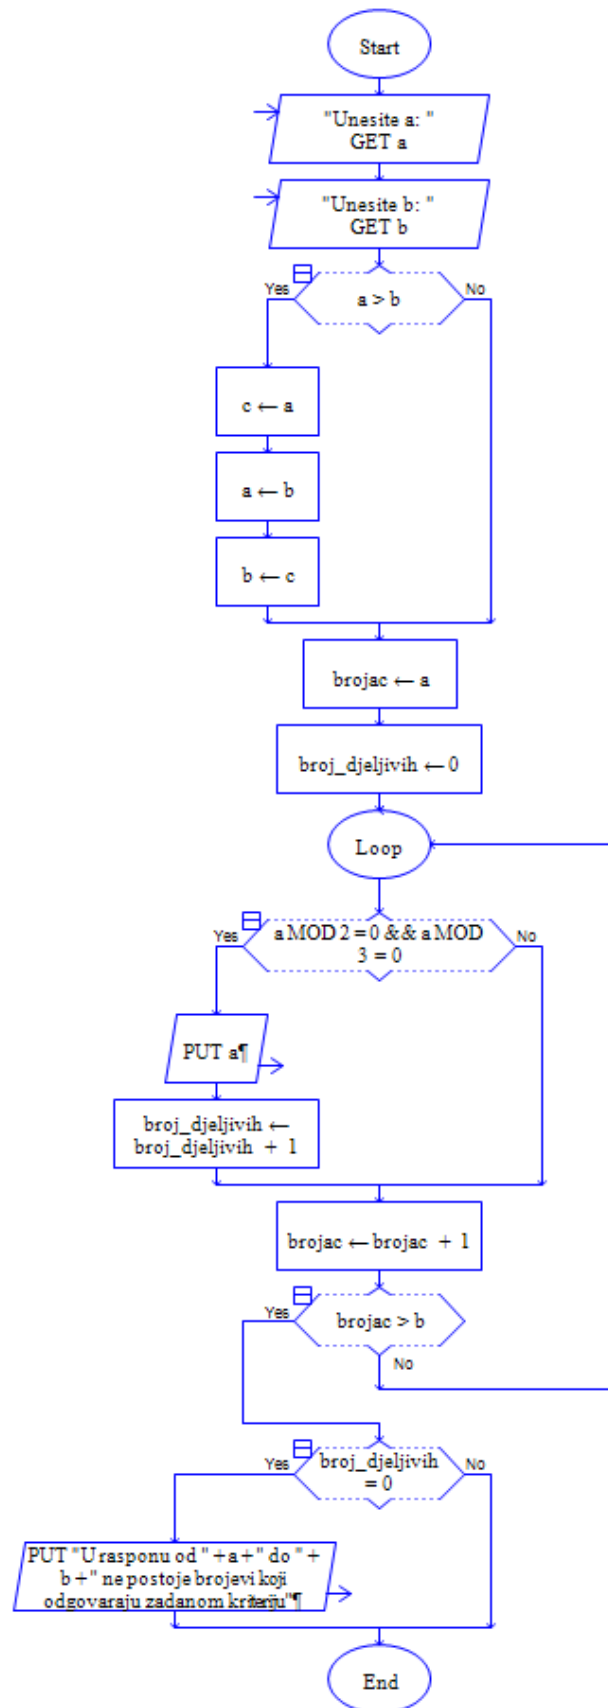 Start
"Unesite a: "
GET a
"Unesite b: "
GET b
Yes
a > b
No
c ← a
a ← b
b ← c
brojac ← a
broj_djeljivih ← 0
Loop
Yes
a MOD 2 = 0 && a MOD
3 = 0
No
PUT a¶
broj_djeljivih ←
broj_djeljivih + 1
brojac ← brojac + 1
Yes
brojac > b
No
Yes
broj_djeljivih
= 0
No
PUT "U rasponu od " +a +" do " +
b +" ne postoje brojevi koji
odgovaraju zadanom kriteriju"¶
End